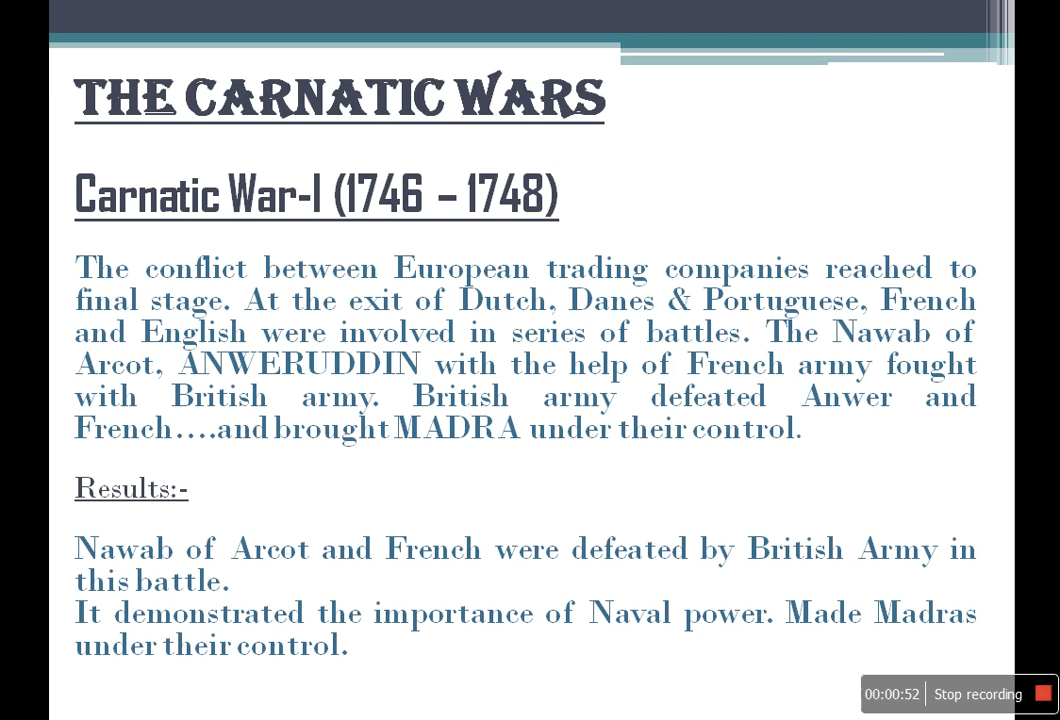 THE CARNATIC WARS
Carnatic War-I (1746 – 1748)
The conflict between European trading companies reached to
final stage. At the exit of Dutch, Danes & Portuguese, French
and English were involved in series of battles. The Nawab of
Arcot, ANWERUDDIN with the help of French army fought
with British army. British army defeated Anwer and
French….and brought MADRA under their control.
Results:-
Nawab of Arcot and French were defeated by British Army in
this battle.
It demonstrated the importance of Naval power. Made Madras
under their control.
00:00:52 Stop recording